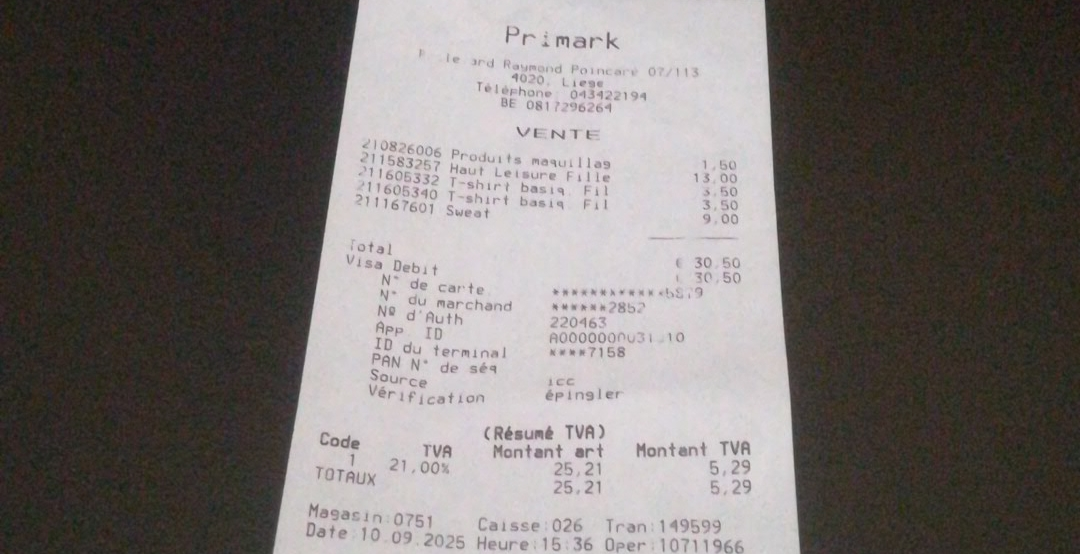 Primark
Raymond Poincare 07/113
4020, Liege
Téléphone: 043422194
BE 0817296264
VENTE
210826006 Produits maquillag 1,50
211583257 Haut Leisure Fille 13,00
211605332 T-shirt basiq. Fil 3,50
211605340 T-shirt basiq. Fil 3,50
211167601 Sweat 9,00
Total € 30,50
Visa Debit € 30,50
N° de carte
N° du marchand ******2852
Nº d'Auth 220463
App. ID
ID du terminal ****7158
PAN N° de séq
Source icc
Vérification épingler
(Résumé TVA)
Code TVA Montant art Montant TVA
1 21,00% 25,21 5,29
TOTAUX 25,21 5,29
Magasin:0751 Caisse:026 Tran:149599
Date:10.09.2025 Heure:15:36 Oper:10711966